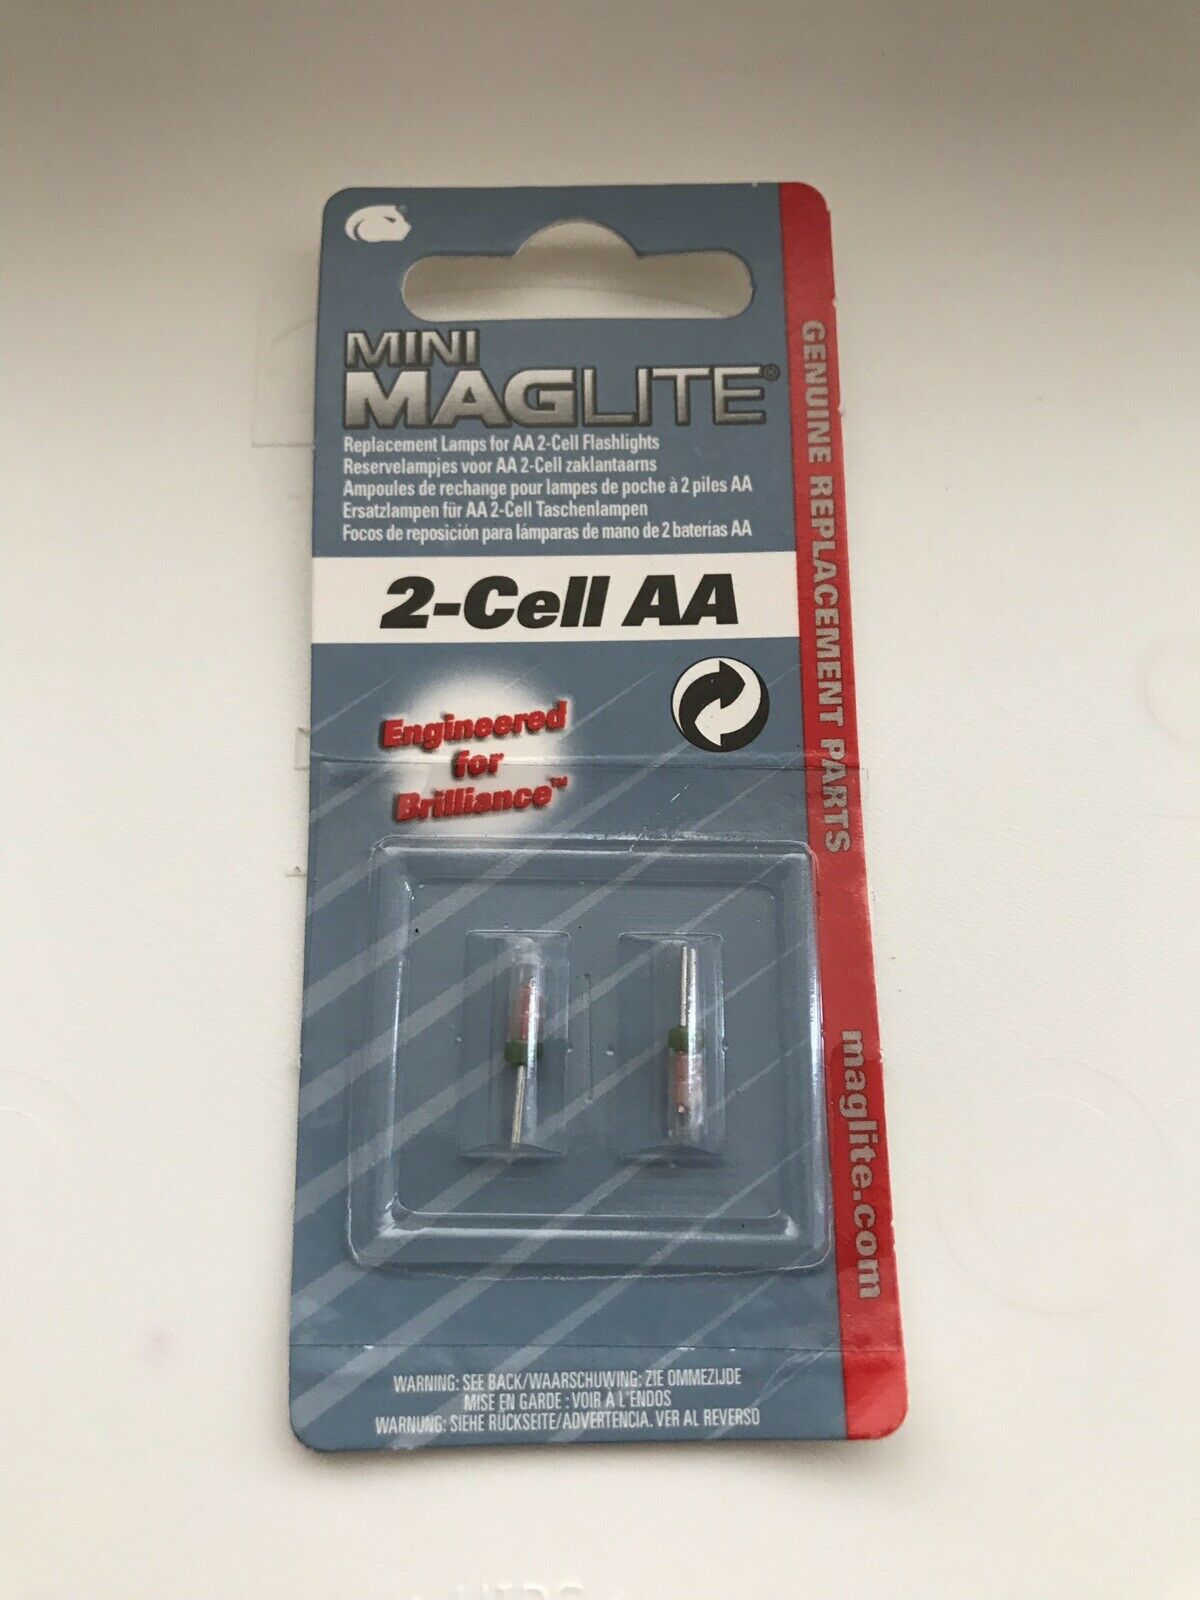 MINI
MAGLITE®
Replacement Lamps for AA 2-Cell Flashlights
Reservelampjes voor AA 2-Cell zaklantaarns
Ampoules de rechange pour lampes de poche à 2 piles AA
Ersatzlampen für AA 2-Cell Taschenlampen
Focos de reposición para lámparas de mano de 2 baterías AA
2-Cell AA
Engineered
for
Brilliance™
GENUINE REPLACEMENT PARTS
maglite.com
WARNING: SEE BACK/WAARSCHUWING: ZIE OMMEZIJDE
MISE EN GARDE : VOIR À L'ENDOS
WARNUNG: SIEHE RÜCKSEITE/ADVERTENCIA. VER AL REVERSO